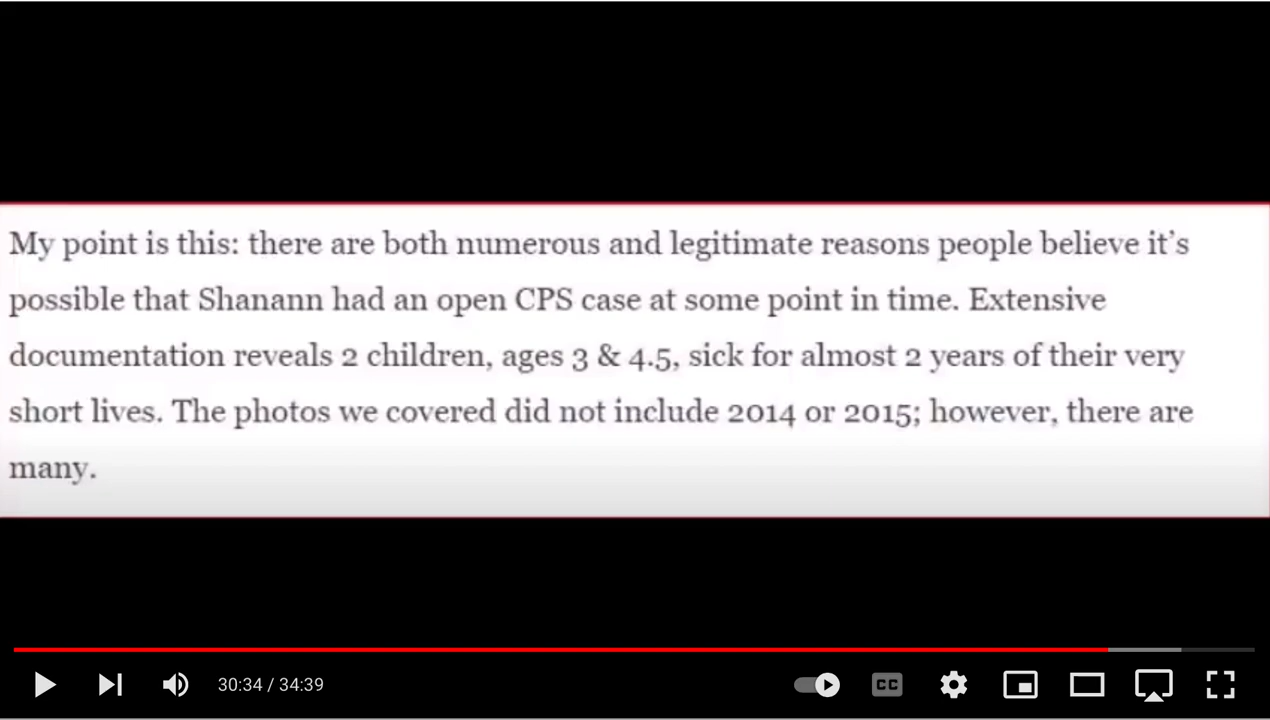 My point is this: there are both numerous and legitimate reasons people believe it’s
possible that Shanann had an open CPS case at some point in time. Extensive
documentation reveals 2 children, ages 3 & 4.5, sick for almost 2 years of their very
short lives. The photos we covered did not include 2014 or 2015; however, there are
many.
30:34 / 34:39
CC